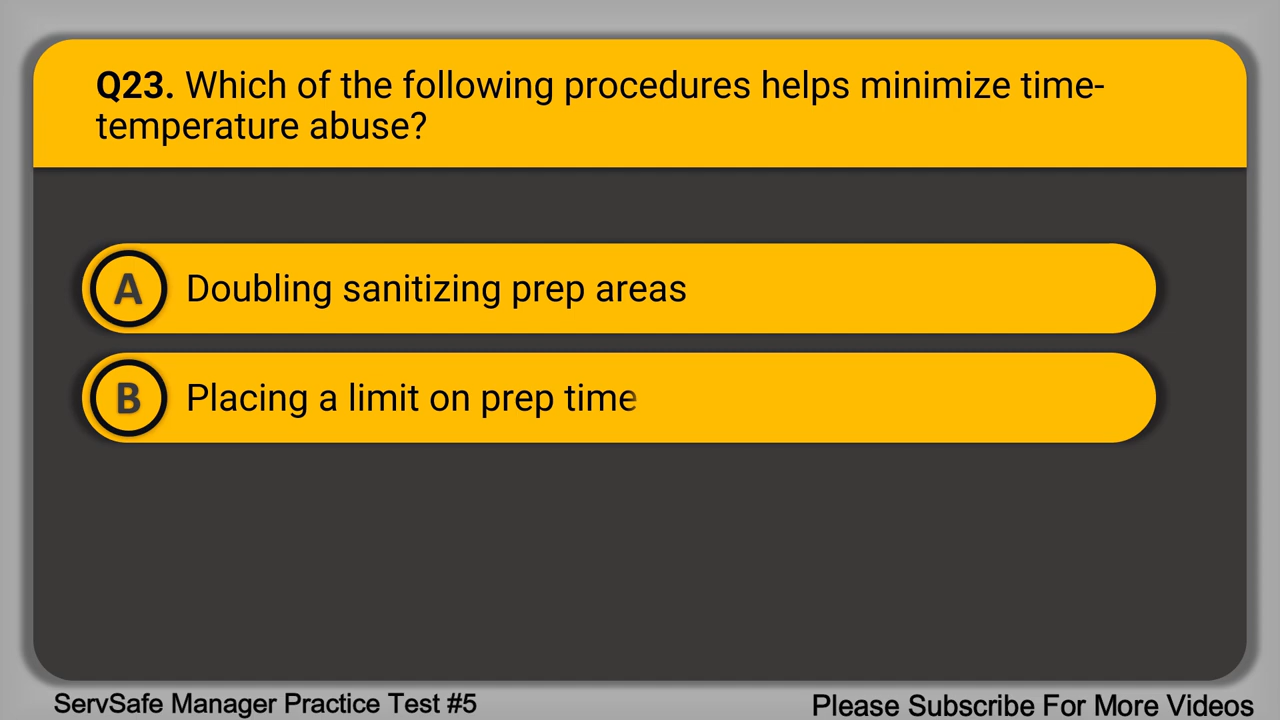 Q23. Which of the following procedures helps minimize time-
temperature abuse?
A Doubling sanitizing prep areas
B Placing a limit on prep time
ServSafe Manager Practice Test #5
Please Subscribe For More Videos